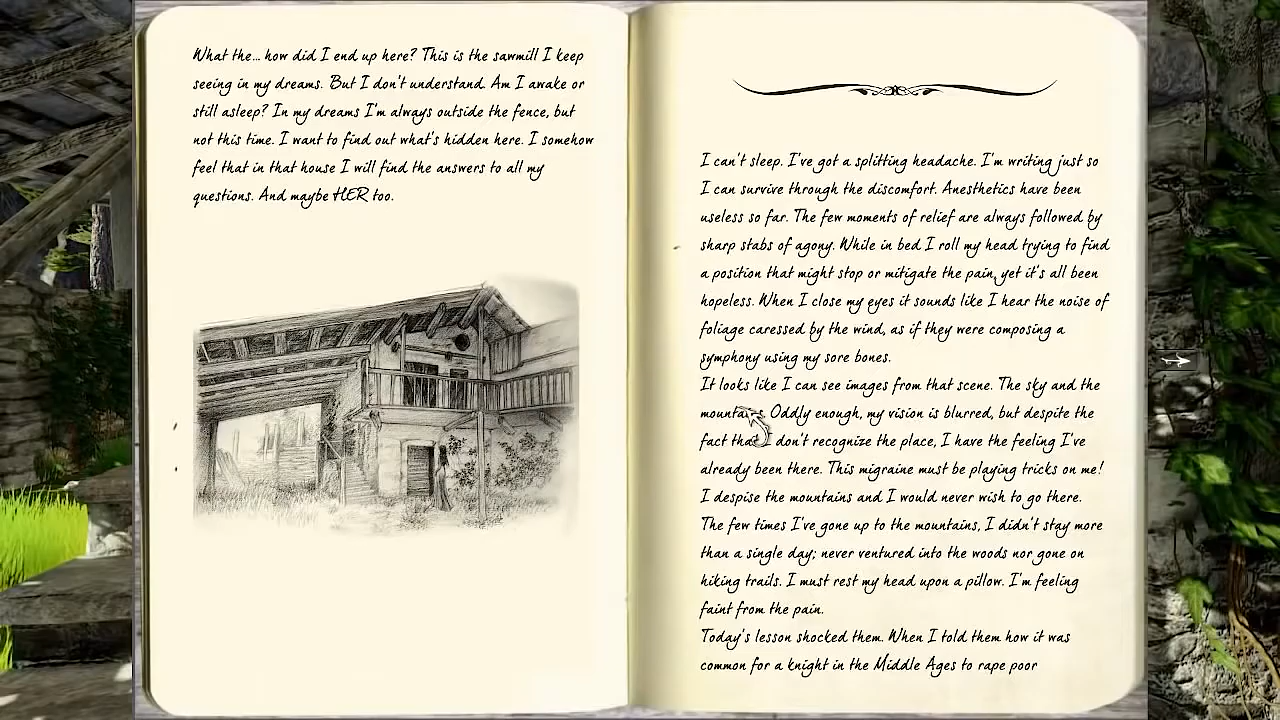 What the... how did I end up here? This is the sawmill I keep
seeing in my dreams. But I don't understand. Am I awake or
still asleep? In my dreams I'm always outside the fence, but
not this time. I want to find out what's hidden here. I somehow
feel that in that house I will find the answers to all my
questions. And maybe HER too.
I can't sleep. I've got a splitting headache. I'm writing just so
I can survive through the discomfort. Anesthetics have been
useless so far. The few moments of relief are always followed by
sharp stabs of agony. While in bed I roll my head trying to find
a position that might stop or mitigate the pain, yet it's all been
hopeless. When I close my eyes it sounds like I hear the noise of
foliage caressed by the wind, as if they were composing a
symphony using my sore bones.
It looks like I can see images from that scene. The sky and the
mountains. Oddly enough, my vision is blurred, but despite the
fact that I don't recognize the place, I have the feeling I've
already been there. This migraine must be playing tricks on me!
I despise the mountains and I would never wish to go there.
The few times I've gone up to the mountains, I didn't stay more
than a single day; never ventured into the woods nor gone on
hiking trails. I must rest my head upon a pillow. I'm feeling
faint from the pain.
Today's lesson shocked them. When I told them how it was
common for a knight in the Middle Ages to rape poor